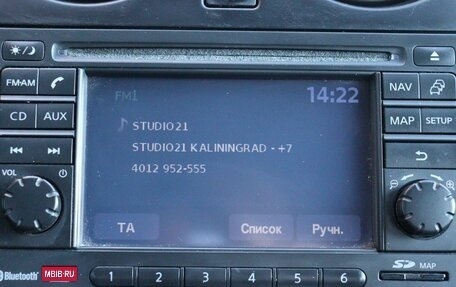 FM·AM
NAV
CD
AUX
MAP
SETUP
VOL
FM1
14:22
STUDIO21
STUDIO21 KALININGRAD - +7
4012 952-555
TA
Список
Ручн.
1 2 3 4 5 6
SD MAP
Bluetooth
MBIB.RU